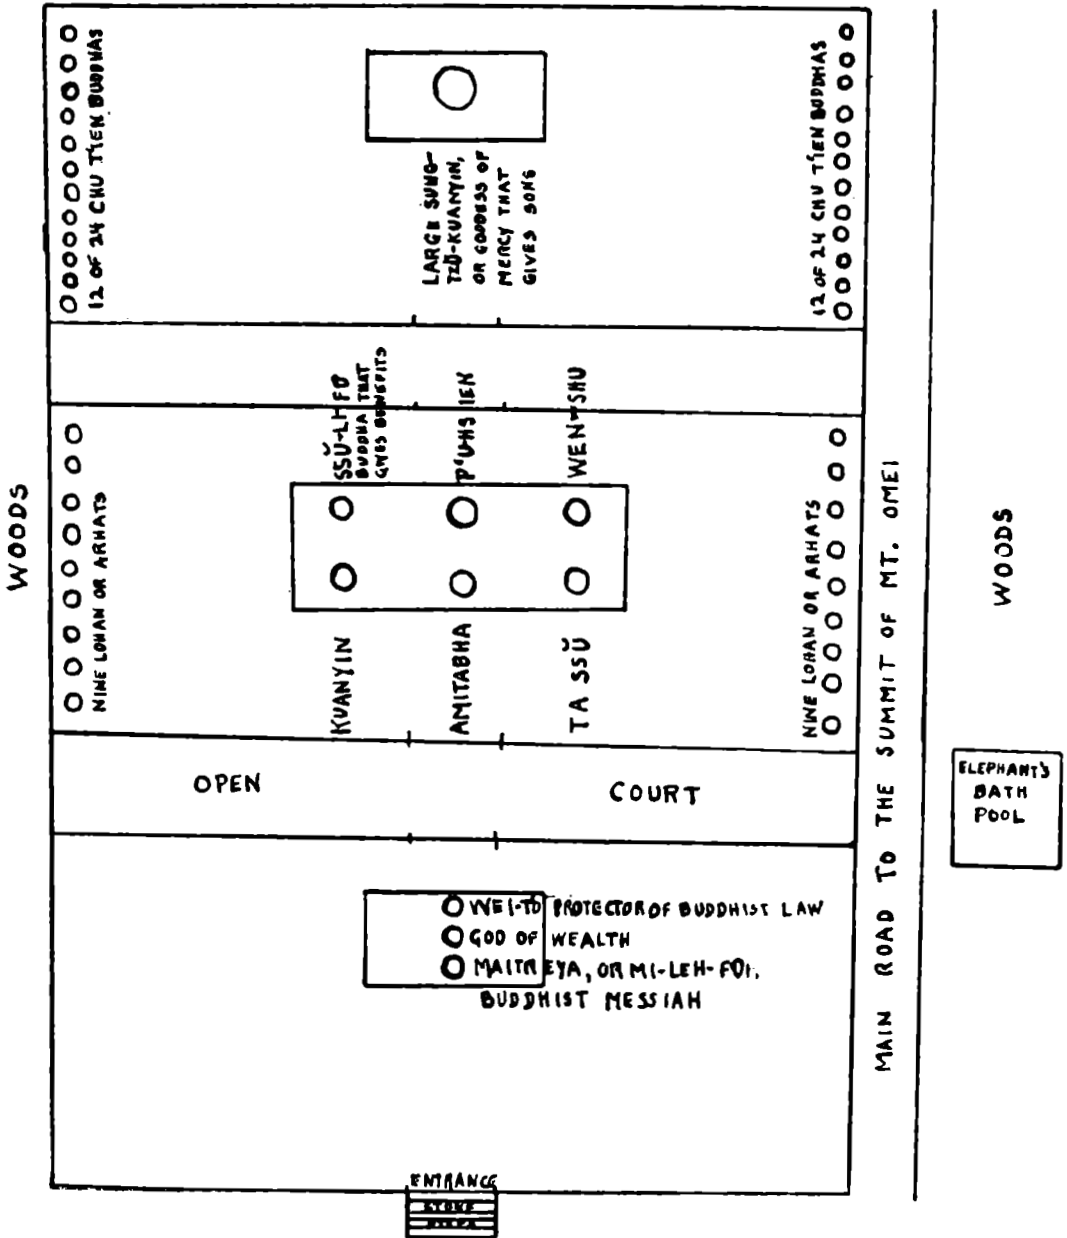 12 OF 24 CHU T'IEN BUDDHAS
LARGE SUNG-
TZŬ-KUANYIN,
OR GODDESS OF
MERCY THAT
GIVES SONS
12 OF 24 CHU T'IEN BUDDHAS
SSŬ-LI-FO
BUDDHA THAT
GIVES BENEFITS
P'U-HSIEN
WEN-SHU
WOODS
NINE LOHAN OR ARHATS
KUANYIN
AMITABHA
TA SSŬ
NINE LOHAN OR ARHATS
MAIN ROAD TO THE SUMMIT OF MT. OMEI
WOODS
OPEN COURT
ELEPHANT'S
BATH
POOL
WEI-TO PROTECTOR OF BUDDHIST LAW
GOD OF WEALTH
MAITREYA, OR MI-LEH-FO,
BUDDHIST MESSIAH
ENTRANCE
STONE
STEPS